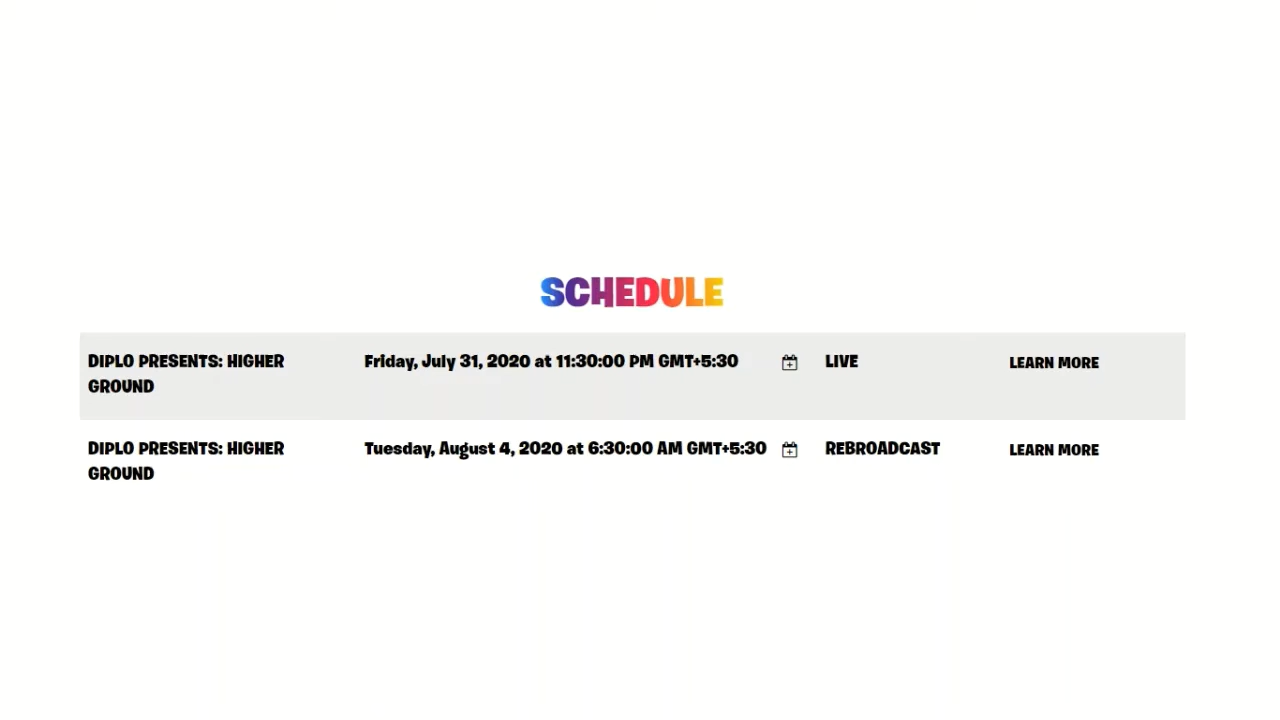 SCHEDULE
DIPLO PRESENTS: HIGHER GROUND
Friday, July 31, 2020 at 11:30:00 PM GMT+5:30
LIVE
LEARN MORE
DIPLO PRESENTS: HIGHER GROUND
Tuesday, August 4, 2020 at 6:30:00 AM GMT+5:30
REBROADCAST
LEARN MORE